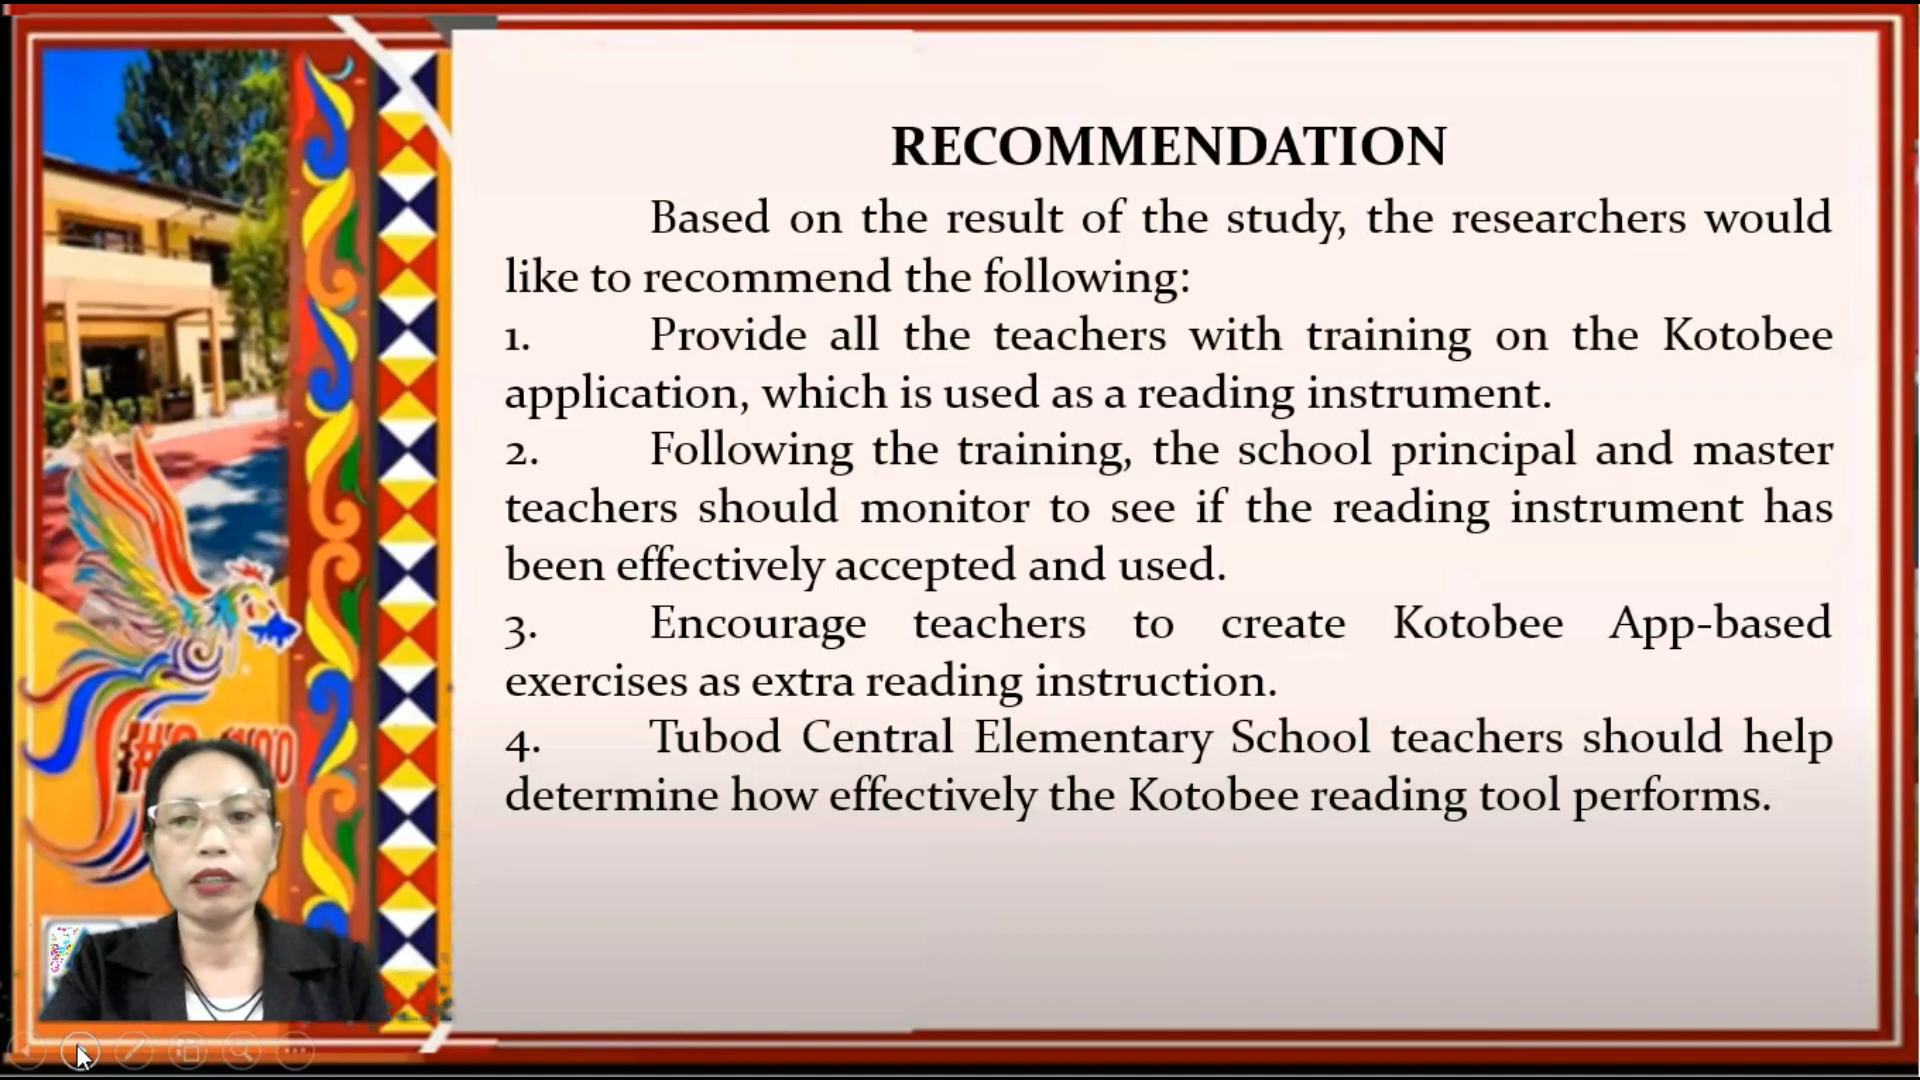 RECOMMENDATION
Based on the result of the study, the researchers would
like to recommend the following:
1. Provide all the teachers with training on the Kotobee
application, which is used as a reading instrument.
2. Following the training, the school principal and master
teachers should monitor to see if the reading instrument has
been effectively accepted and used.
3. Encourage teachers to create Kotobee App-based
exercises as extra reading instruction.
4. Tubod Central Elementary School teachers should help
determine how effectively the Kotobee reading tool performs.